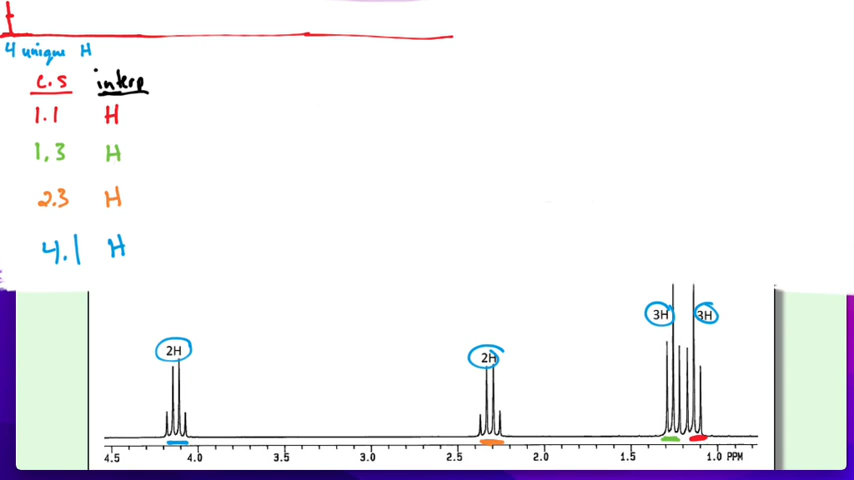 4 unique H
C.S interp
1.1 H
1.3 H
2.3 H
4.1 H
3H 3H
2H 2H
4.5 4.0 3.5 3.0 2.5 2.0 1.5 1.0 PPM